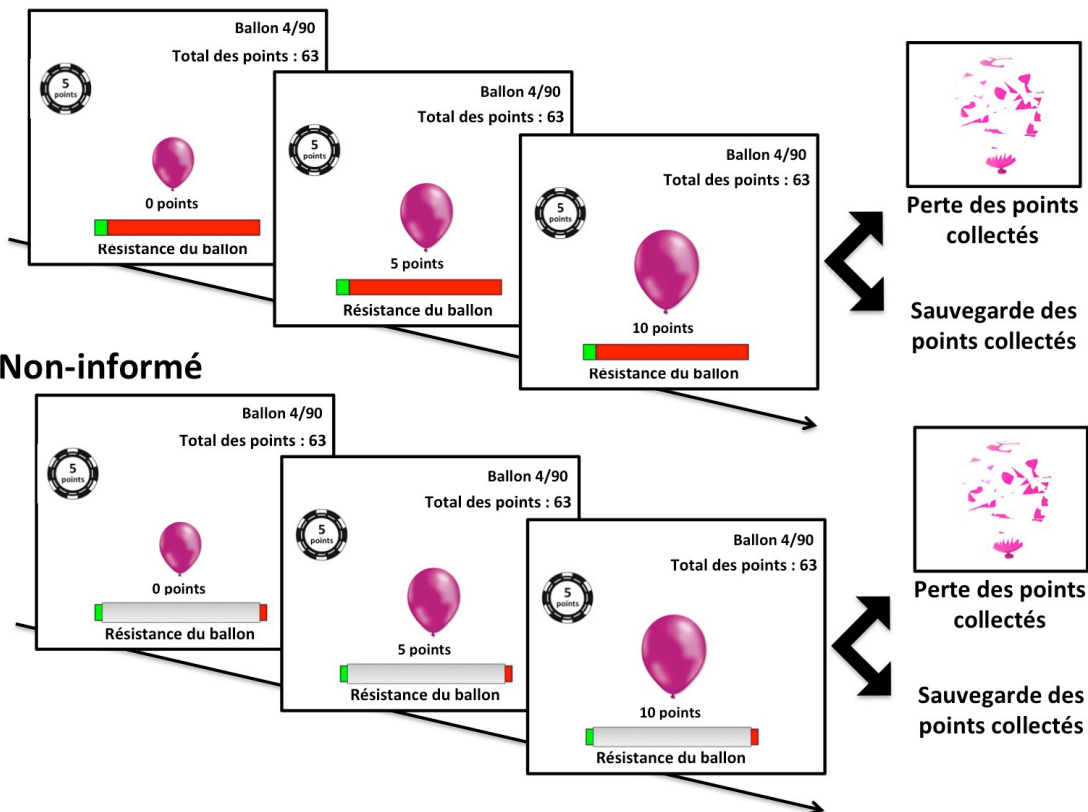 Ballon 4/90
Total des points : 63
5
points
0 points
Résistance du ballon
Ballon 4/90
Total des points : 63
5
points
5 points
Résistance du ballon
Ballon 4/90
Total des points : 63
5
points
10 points
Résistance du ballon
Perte des points
collectés
Sauvegarde des
points collectés
Non-informé
Ballon 4/90
Total des points : 63
5
points
0 points
Résistance du ballon
Ballon 4/90
Total des points : 63
5
points
5 points
Résistance du ballon
Ballon 4/90
Total des points : 63
5
points
10 points
Résistance du ballon
Perte des points
collectés
Sauvegarde des
points collectés